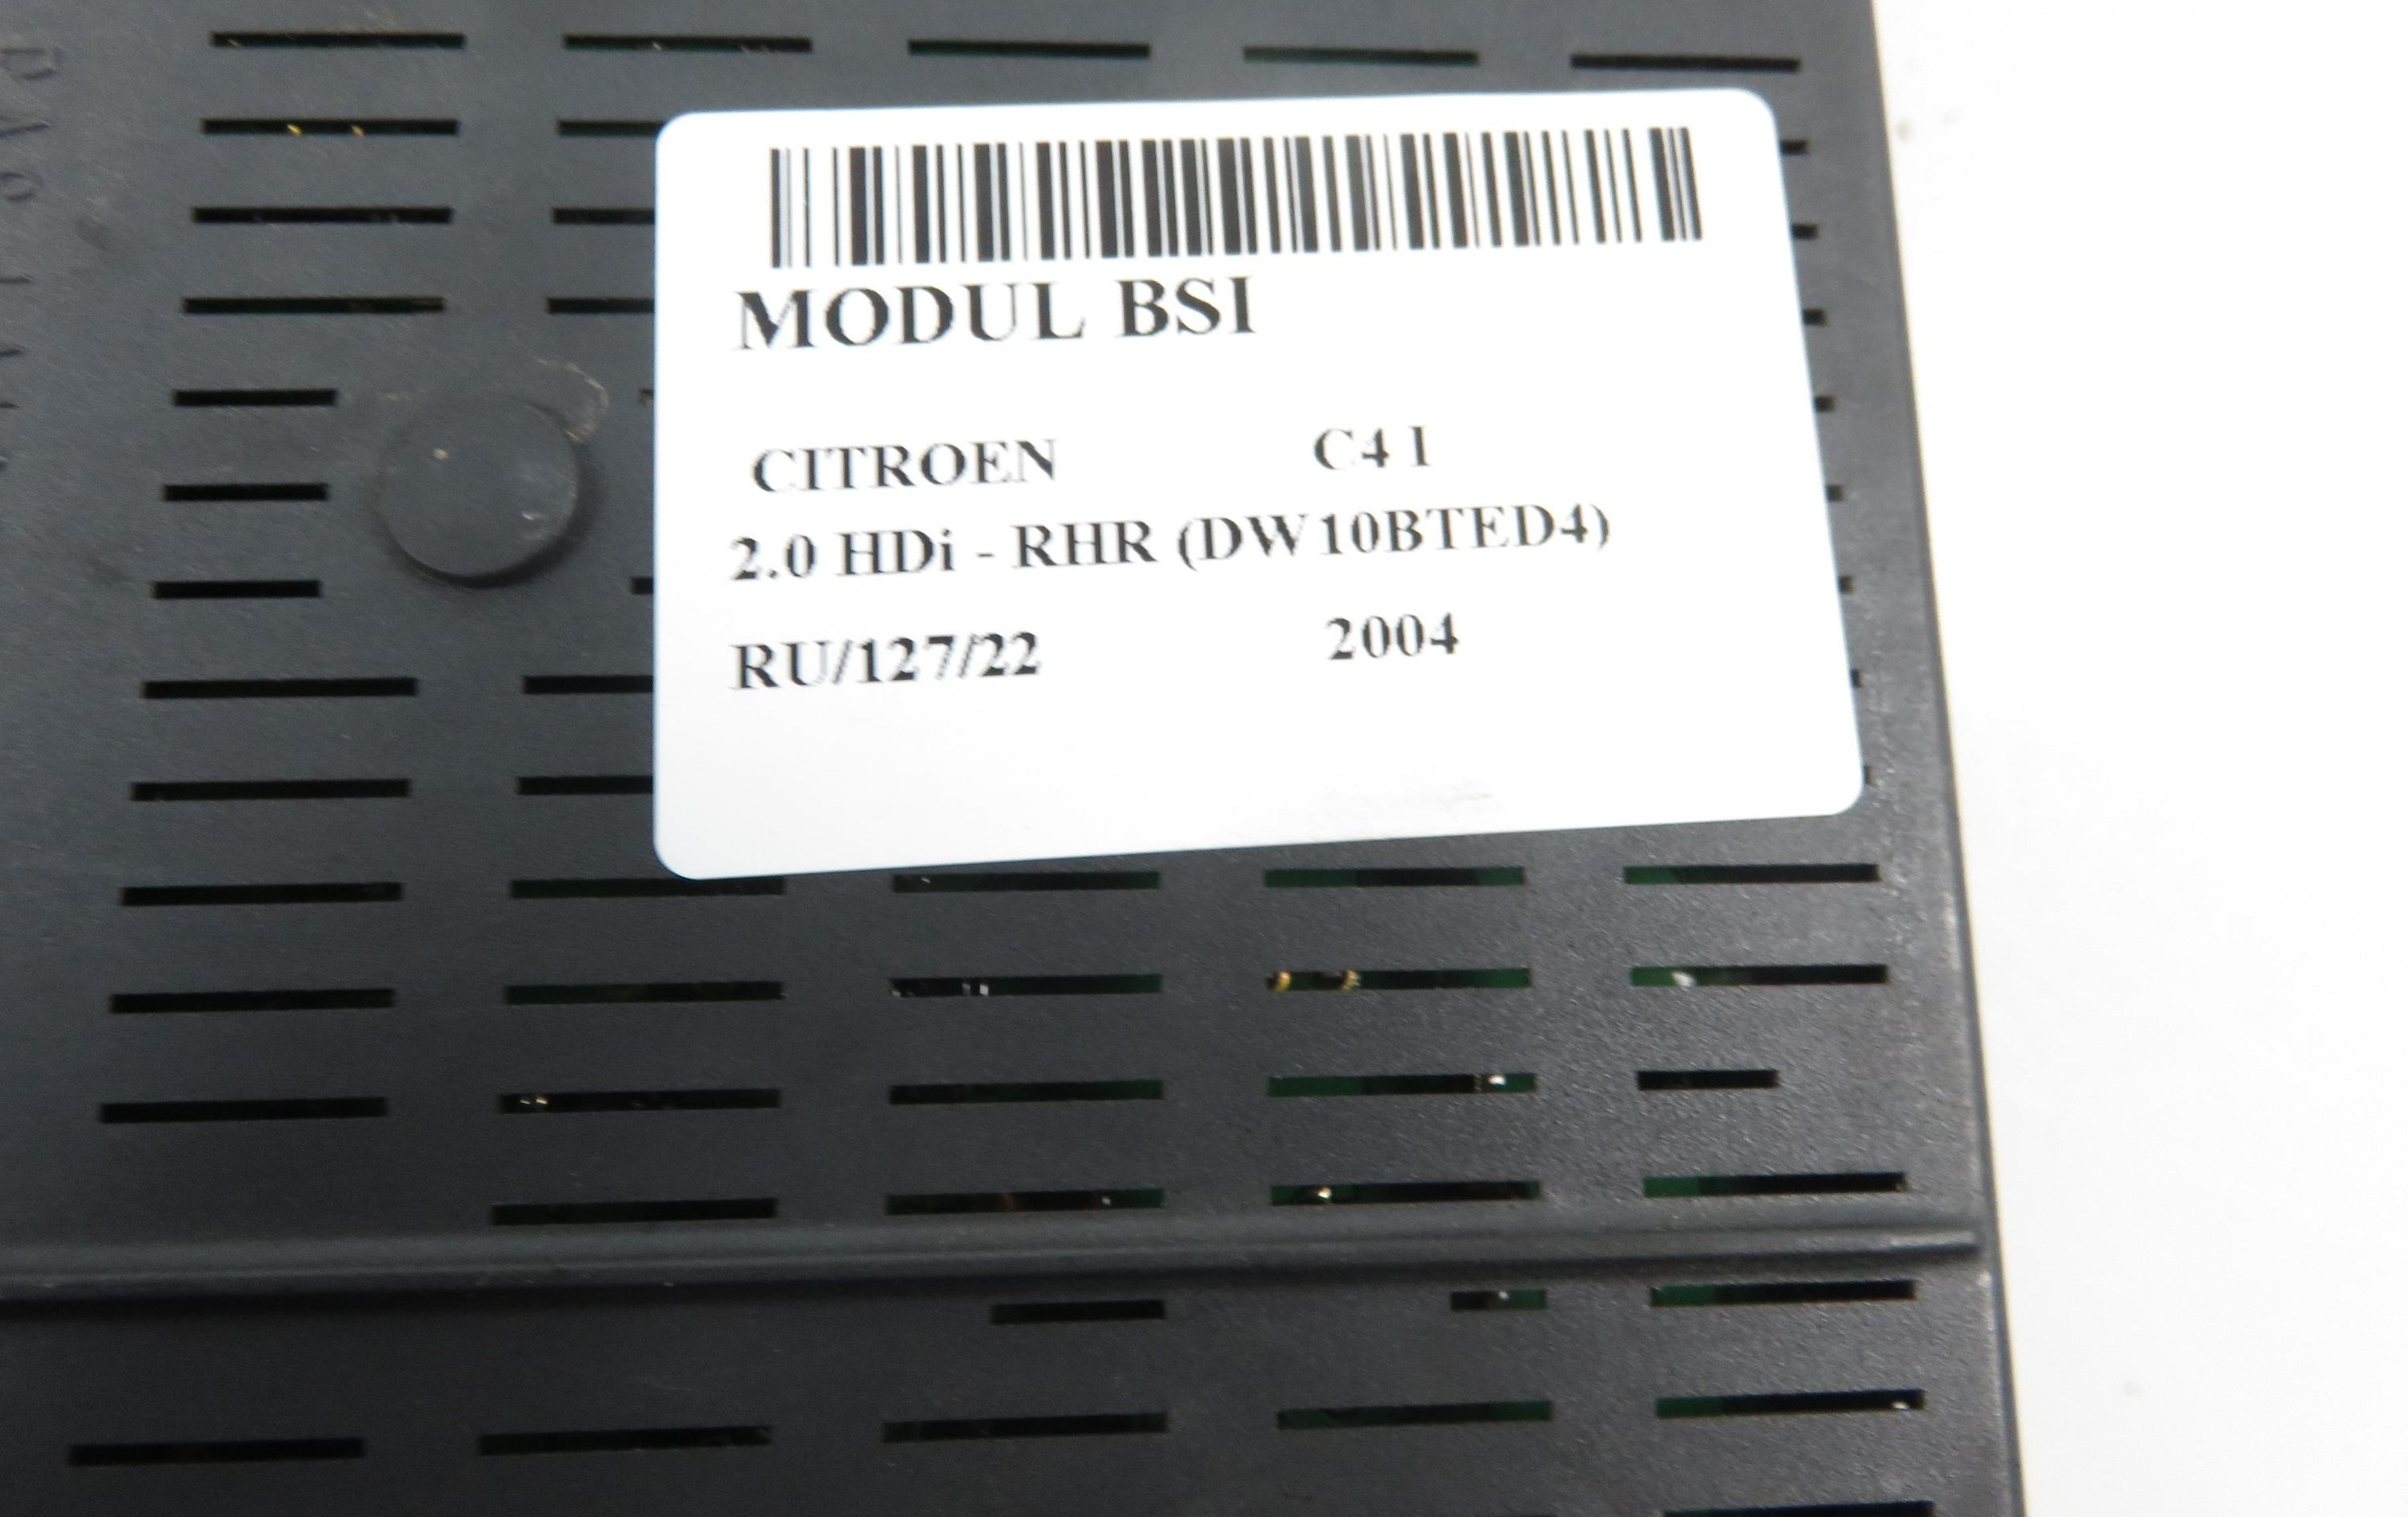 MODUL BSI
CITROEN C4 I
2.0 HDi - RHR (DW10BTED4)
RU/127/22 2004